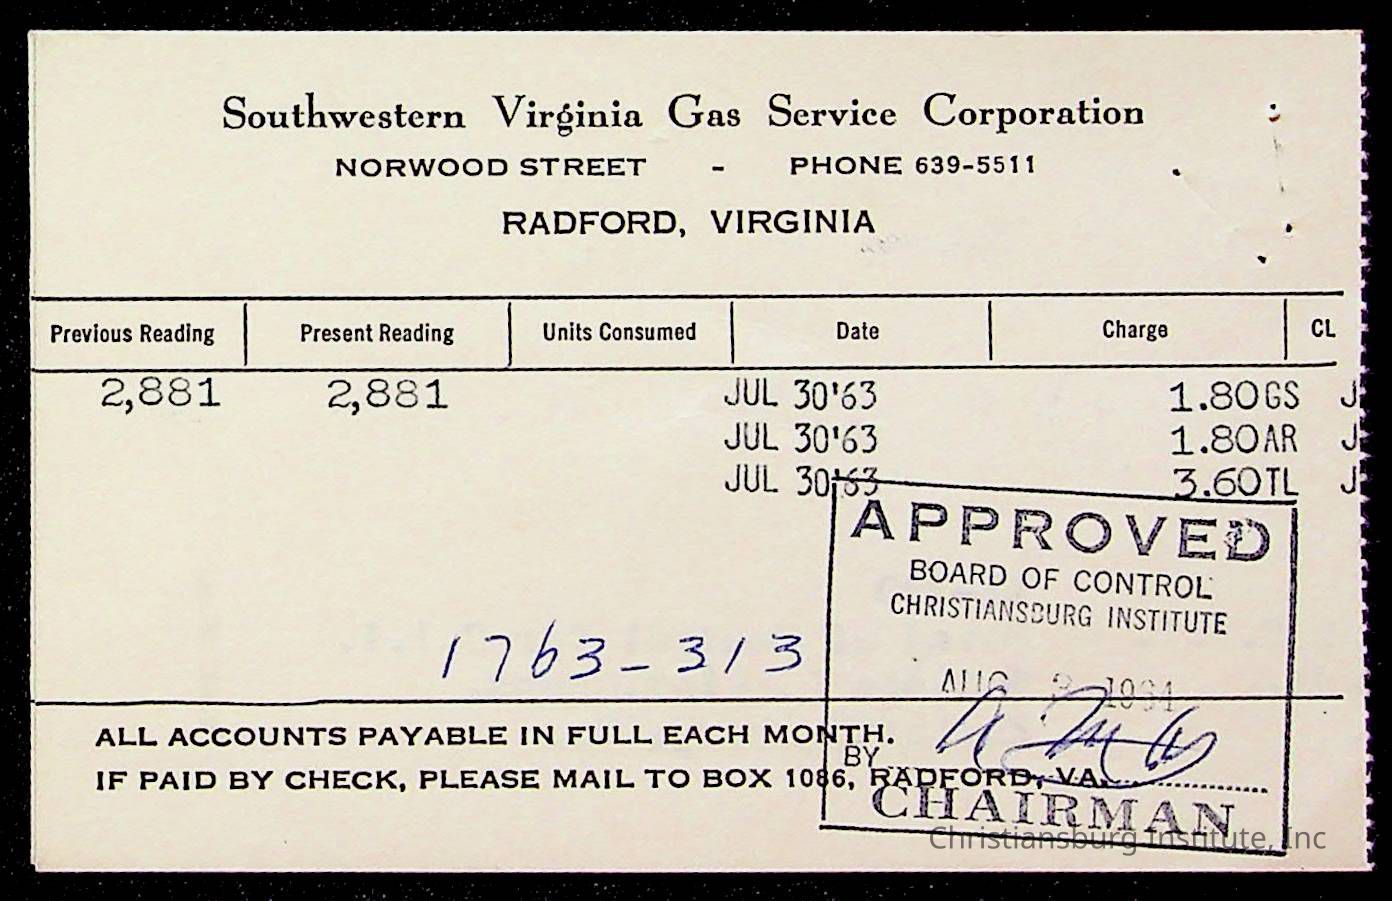 Southwestern Virginia Gas Service Corporation
NORWOOD STREET - PHONE 639-5511
RADFORD, VIRGINIA
Previous Reading Present Reading Units Consumed Date Charge CL
2,881 2,881 JUL 30'63 1.80GS J
JUL 30'63 1.80AR J
JUL 30'63 3.60TL J
APPROVED
BOARD OF CONTROL
CHRISTIANSBURG INSTITUTE
1763-313
AUG
ALL ACCOUNTS PAYABLE IN FULL EACH MONTH.
BY
IF PAID BY CHECK, PLEASE MAIL TO BOX 1086, RADFORD, VA.
CHAIRMAN
Christiansburg Institute, Inc